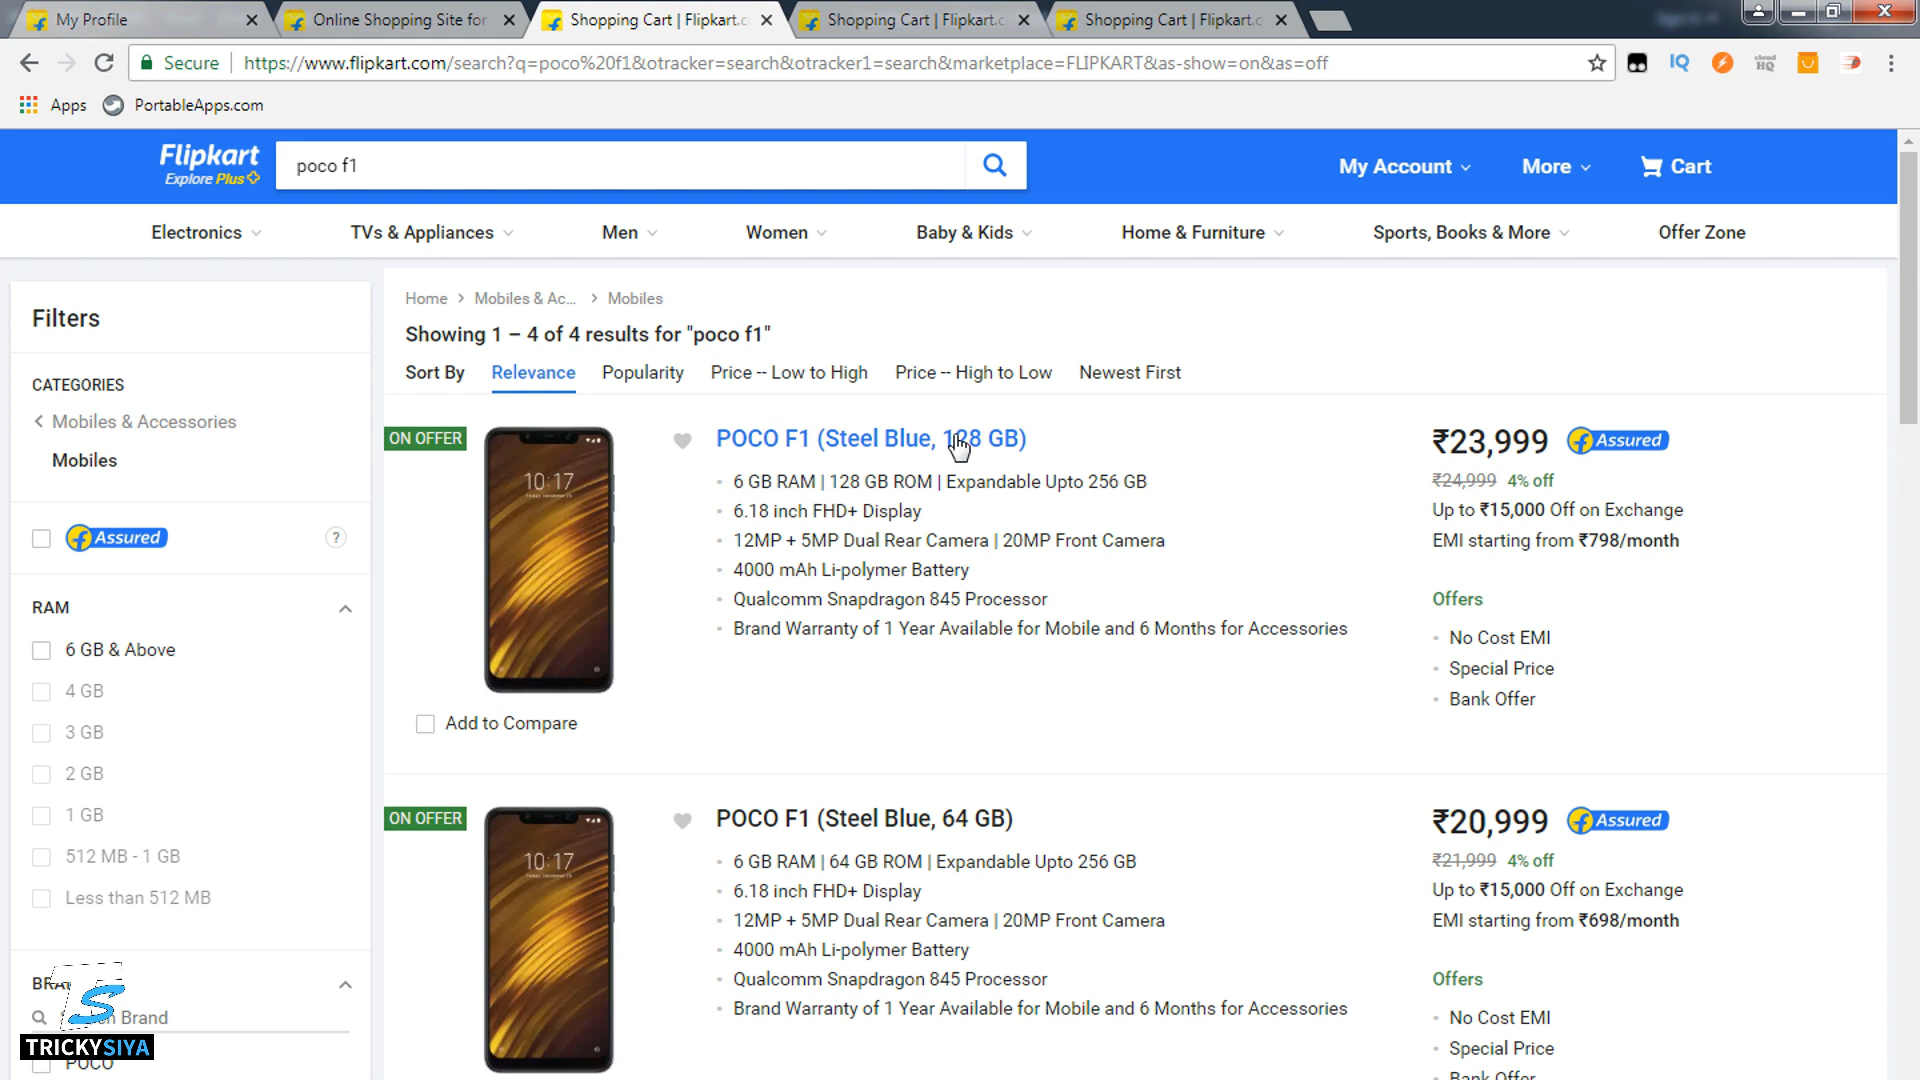 My Profile
Online Shopping Site for
Shopping Cart | Flipkart.c
Shopping Cart | Flipkart.c
Shopping Cart | Flipkart.c
Secure
https://www.flipkart.com/search?q=poco%20f1&otracker=search&otracker1=search&marketplace=FLIPKART&as-show=on&as=off
IQ
cloud
HQ
Apps
PortableApps.com
Flipkart
Explore Plus
poco f1
My Account
More
Cart
Electronics
TVs & Appliances
Men
Women
Baby & Kids
Home & Furniture
Sports, Books & More
Offer Zone
Filters
CATEGORIES
Mobiles & Accessories
Mobiles
Assured
?
RAM
6 GB & Above
4 GB
3 GB
2 GB
1 GB
512 MB - 1 GB
Less than 512 MB
Brand
POCO
S
TRICKYSIYA
Home > Mobiles & Ac... > Mobiles
Showing 1 – 4 of 4 results for "poco f1"
Sort By
Relevance
Popularity
Price -- Low to High
Price -- High to Low
Newest First
ON OFFER
10:17
Add to Compare
POCO F1 (Steel Blue, 128 GB)
6 GB RAM | 128 GB ROM | Expandable Upto 256 GB
6.18 inch FHD+ Display
12MP + 5MP Dual Rear Camera | 20MP Front Camera
4000 mAh Li-polymer Battery
Qualcomm Snapdragon 845 Processor
Brand Warranty of 1 Year Available for Mobile and 6 Months for Accessories
₹23,999
Assured
₹24,999 4% off
Up to ₹15,000 Off on Exchange
EMI starting from ₹798/month
Offers
No Cost EMI
Special Price
Bank Offer
ON OFFER
10:17
POCO F1 (Steel Blue, 64 GB)
6 GB RAM | 64 GB ROM | Expandable Upto 256 GB
6.18 inch FHD+ Display
12MP + 5MP Dual Rear Camera | 20MP Front Camera
4000 mAh Li-polymer Battery
Qualcomm Snapdragon 845 Processor
Brand Warranty of 1 Year Available for Mobile and 6 Months for Accessories
₹20,999
Assured
₹21,999 4% off
Up to ₹15,000 Off on Exchange
EMI starting from ₹698/month
Offers
No Cost EMI
Special Price
Bank Offer